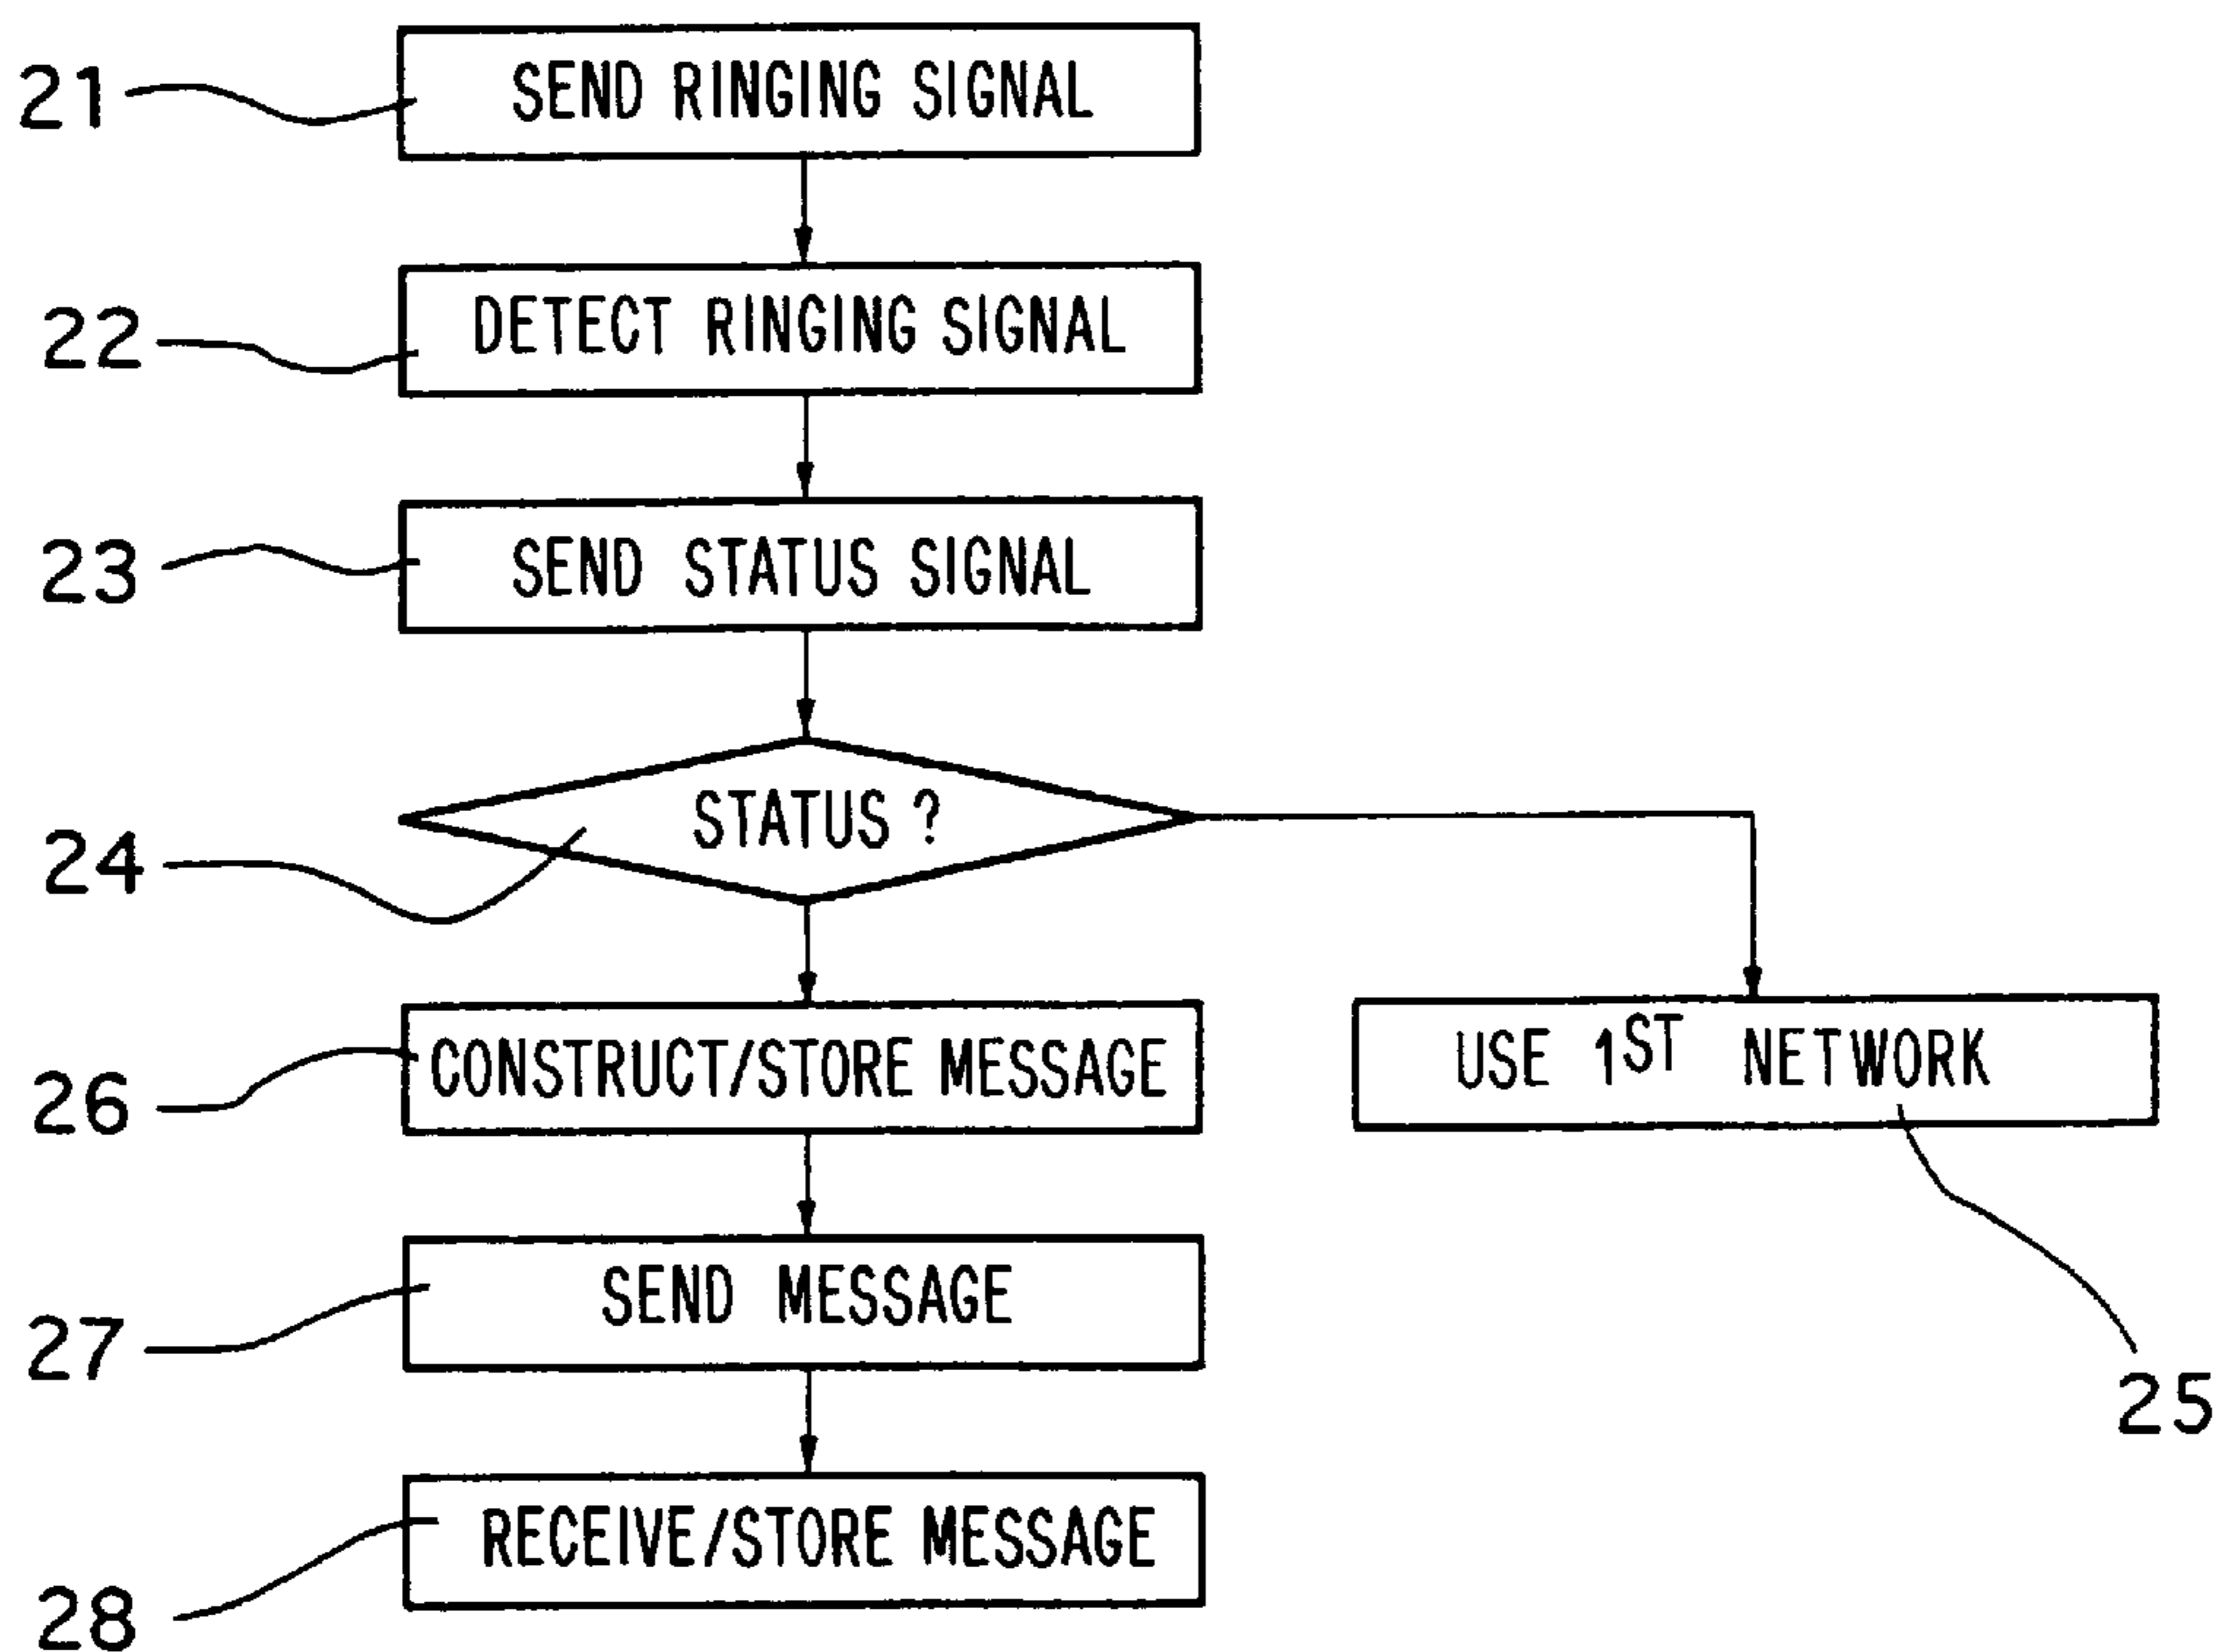 21 SEND RINGING SIGNAL
22 DETECT RINGING SIGNAL
23 SEND STATUS SIGNAL
24 STATUS ?
26 CONSTRUCT/STORE MESSAGE
USE 1ST NETWORK
27 SEND MESSAGE
25
28 RECEIVE/STORE MESSAGE